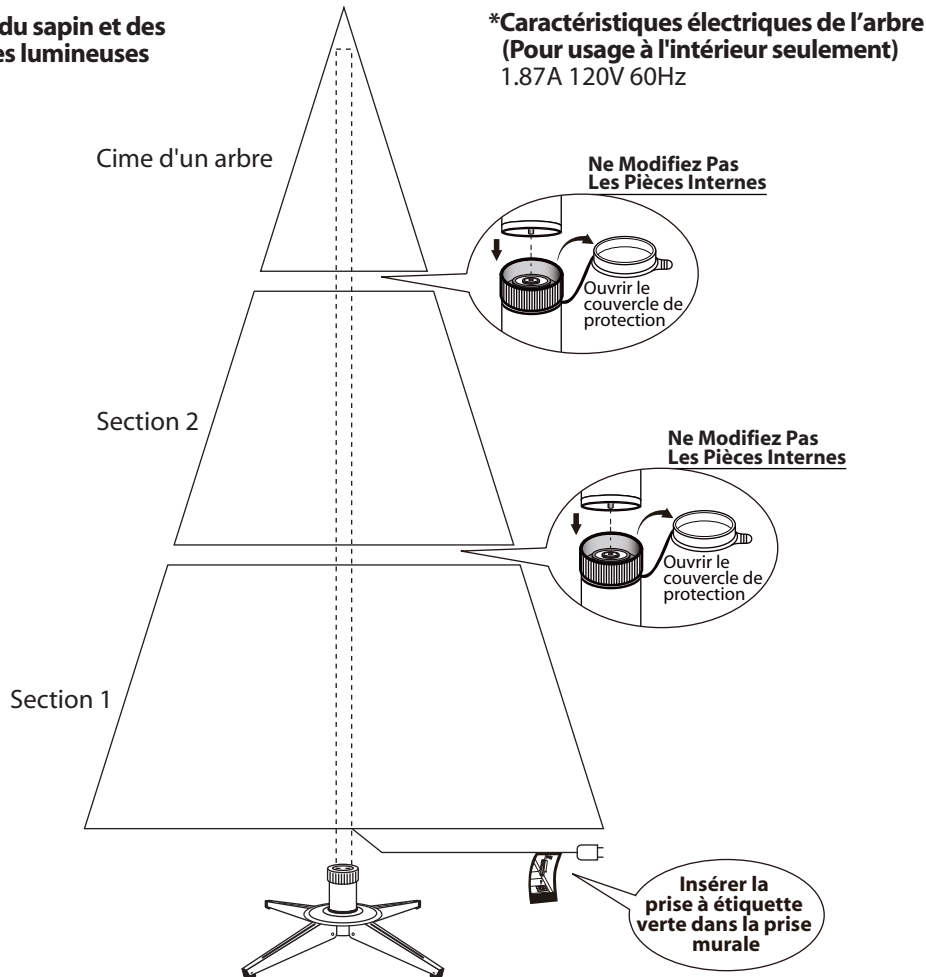 du sapin et des
es lumineuses
*Caractéristiques électriques de l’arbre
(Pour usage à l'intérieur seulement)
1.87A 120V 60Hz
Cime d'un arbre
Ne Modifiez Pas
Les Pièces Internes
Ouvrir le
couvercle de
protection
Section 2
Ne Modifiez Pas
Les Pièces Internes
Ouvrir le
couvercle de
protection
Section 1
Insérer la
prise à étiquette
verte dans la prise
murale